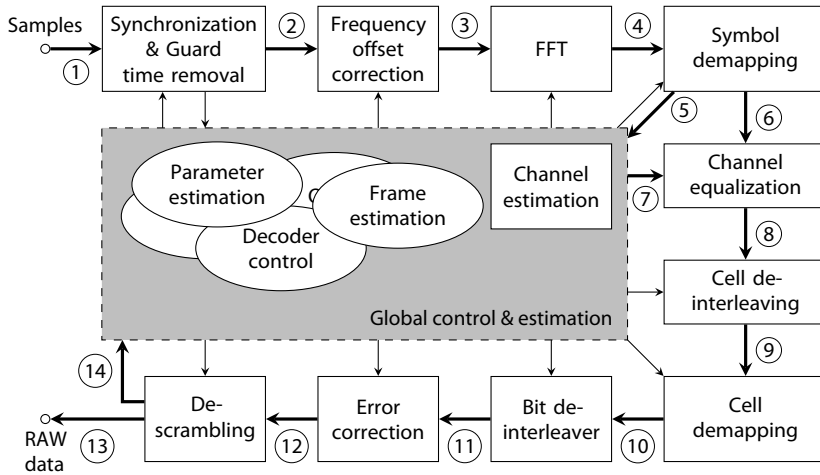 Samples
1
Synchronization
& Guard
time removal
2
Frequency
offset
correction
3
FFT
4
Symbol
demapping
5
6
Parameter
estimation
Frame
estimation
Decoder
control
Channel
estimation
7
Channel
equalization
8
Cell de-
interleaving
Global control & estimation
9
14
De-
scrambling
Error
correction
Bit de-
interleaver
Cell
demapping
13
12
11
10
RAW
data